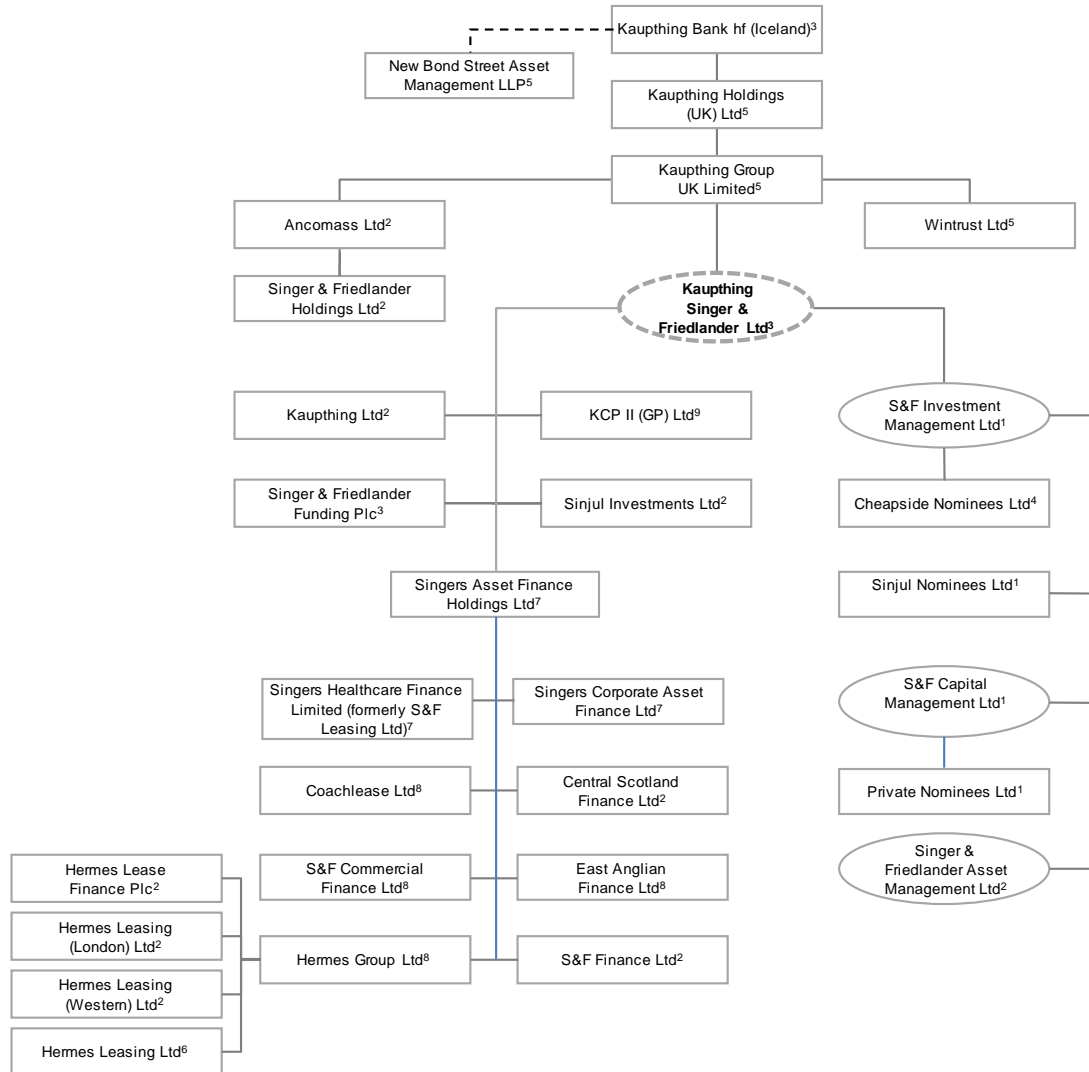 Kaupthing Bank hf (Iceland)³
New Bond Street Asset
Management LLP⁵
Kaupthing Holdings
(UK) Ltd⁵
Kaupthing Group
UK Limited⁵
Ancomass Ltd²
Wintrust Ltd⁵
Singer & Friedlander
Holdings Ltd²
Kaupthing
Singer &
Friedlander Ltd³
Kaupthing Ltd²
KCP II (GP) Ltd⁹
S&F Investment
Management Ltd¹
Singer & Friedlander
Funding Plc³
Sinjul Investments Ltd²
Cheapside Nominees Ltd⁴
Singers Asset Finance
Holdings Ltd⁷
Sinjul Nominees Ltd¹
Singers Healthcare Finance
Limited (formerly S&F
Leasing Ltd)⁷
Singers Corporate Asset
Finance Ltd⁷
S&F Capital
Management Ltd¹
Coachlease Ltd⁸
Central Scotland
Finance Ltd²
Private Nominees Ltd¹
Hermes Lease
Finance Plc²
S&F Commercial
Finance Ltd⁸
East Anglian
Finance Ltd⁸
Singer &
Friedlander Asset
Management Ltd²
Hermes Leasing
(London) Ltd²
Hermes Group Ltd⁸
S&F Finance Ltd²
Hermes Leasing
(Western) Ltd²
Hermes Leasing Ltd⁶